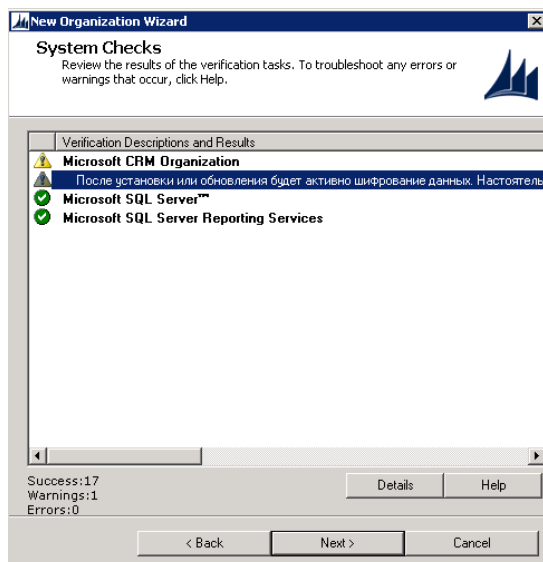 New Organization Wizard
System Checks
Review the results of the verification tasks. To troubleshoot any errors or
warnings that occur, click Help.
Verification Descriptions and Results
Microsoft CRM Organization
После установки или обновления будет активно шифрование данных. Настоятель
Microsoft SQL Server™
Microsoft SQL Server Reporting Services
Success:17
Warnings:1
Errors:0
Details
Help
< Back
Next >
Cancel